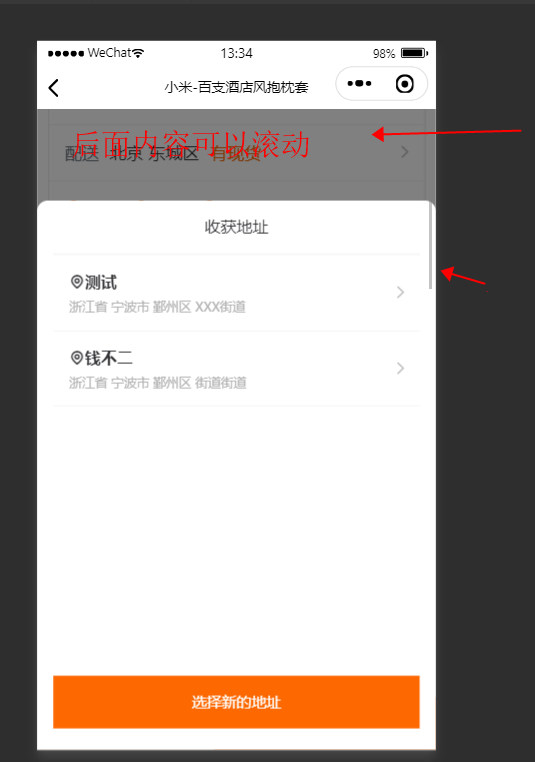 WeChat 13:34 98%
小米-百支酒店风抱枕套
后面内容可以滚动
配送 北京 东城区 有现货
收获地址
测试
浙江省 宁波市 鄞州区 XXX街道
钱不二
浙江省 宁波市 鄞州区 街道街道
选择新的地址